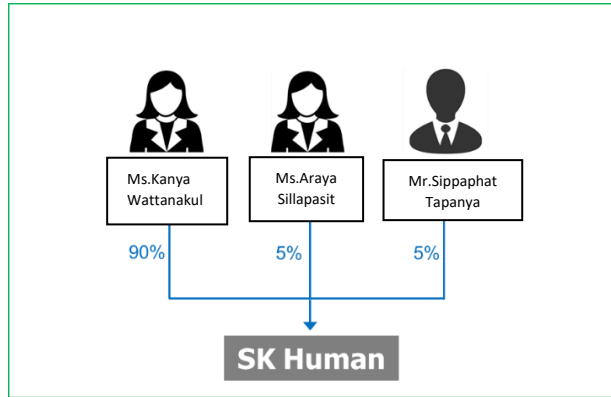 Ms.Kanya
Wattanakul
Ms.Araya
Sillapasit
Mr.Sippaphat
Tapanya
90%
5%
5%
SK Human